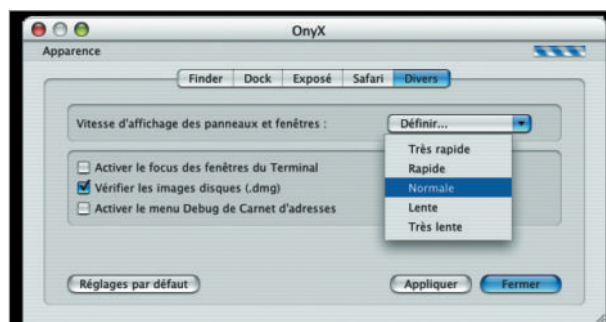 OnyX
Apparence
Finder Dock Exposé Safari Divers
Vitesse d'affichage des panneaux et fenêtres : Définir...
Très rapide
Activer le focus des fenêtres du Terminal Rapide
Vérifier les images disques (.dmg) Normale
Activer le menu Debug de Carnet d'adresses Lente
Très lente
Réglages par défaut Appliquer Fermer